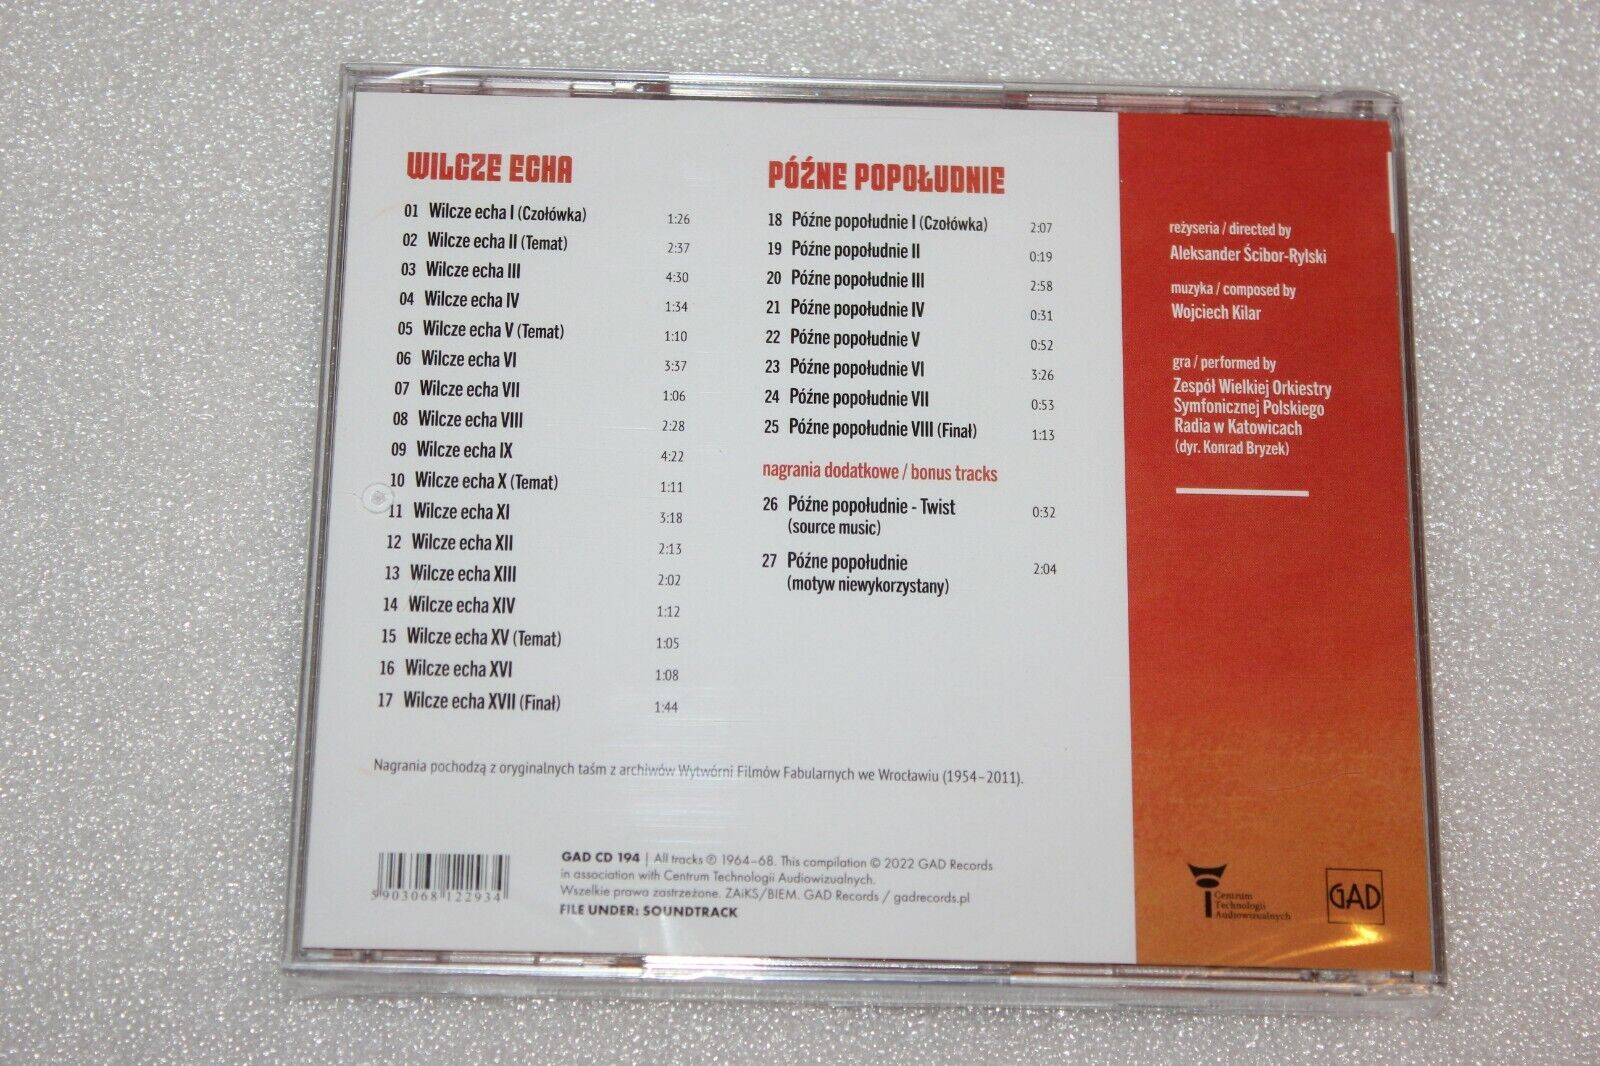 WILCZE ECHA
01 Wilcze echa I (Czołówka) 1:26
02 Wilcze echa II (Temat) 2:37
03 Wilcze echa III 4:30
04 Wilcze echa IV 1:34
05 Wilcze echa V (Temat) 1:10
06 Wilcze echa VI 3:37
07 Wilcze echa VII 1:06
08 Wilcze echa VIII 2:28
09 Wilcze echa IX 4:22
10 Wilcze echa X (Temat) 1:11
11 Wilcze echa XI 3:18
12 Wilcze echa XII 2:13
13 Wilcze echa XIII 2:02
14 Wilcze echa XIV 1:12
15 Wilcze echa XV (Temat) 1:05
16 Wilcze echa XVI 1:08
17 Wilcze echa XVII (Finał) 1:44
PÓŹNE POPOŁUDNIE
18 Późne popołudnie I (Czołówka) 2:07
19 Późne popołudnie II 0:19
20 Późne popołudnie III 2:58
21 Późne popołudnie IV 0:31
22 Późne popołudnie V 0:52
23 Późne popołudnie VI 3:26
24 Późne popołudnie VII 0:53
25 Późne popołudnie VIII (Finał) 1:13
nagrania dodatkowe / bonus tracks
26 Późne popołudnie - Twist 0:32
(source music)
27 Późne popołudnie 2:04
(motyw niewykorzystany)
reżyseria / directed by
Aleksander Ścibor-Rylski
muzyka / composed by
Wojciech Kilar
gra / performed by
Zespół Wielkiej Orkiestry
Symfonicznej Polskiego
Radia w Katowicach
(dyr. Konrad Bryzek)
Nagrania pochodzą z oryginalnych taśm z archiwów Wytwórni Filmów Fabularnych we Wrocławiu (1954–2011).
5 903068 122934
GAD CD 194 | All tracks ℗ 1964–68. This compilation © 2022 GAD Records
in association with Centrum Technologii Audiowizualnych.
Wszelkie prawa zastrzeżone. ZAiKS/BIEM. GAD Records / gadrecords.pl
FILE UNDER: SOUNDTRACK
Centrum
Technologii
Audiowizualnych
GAD